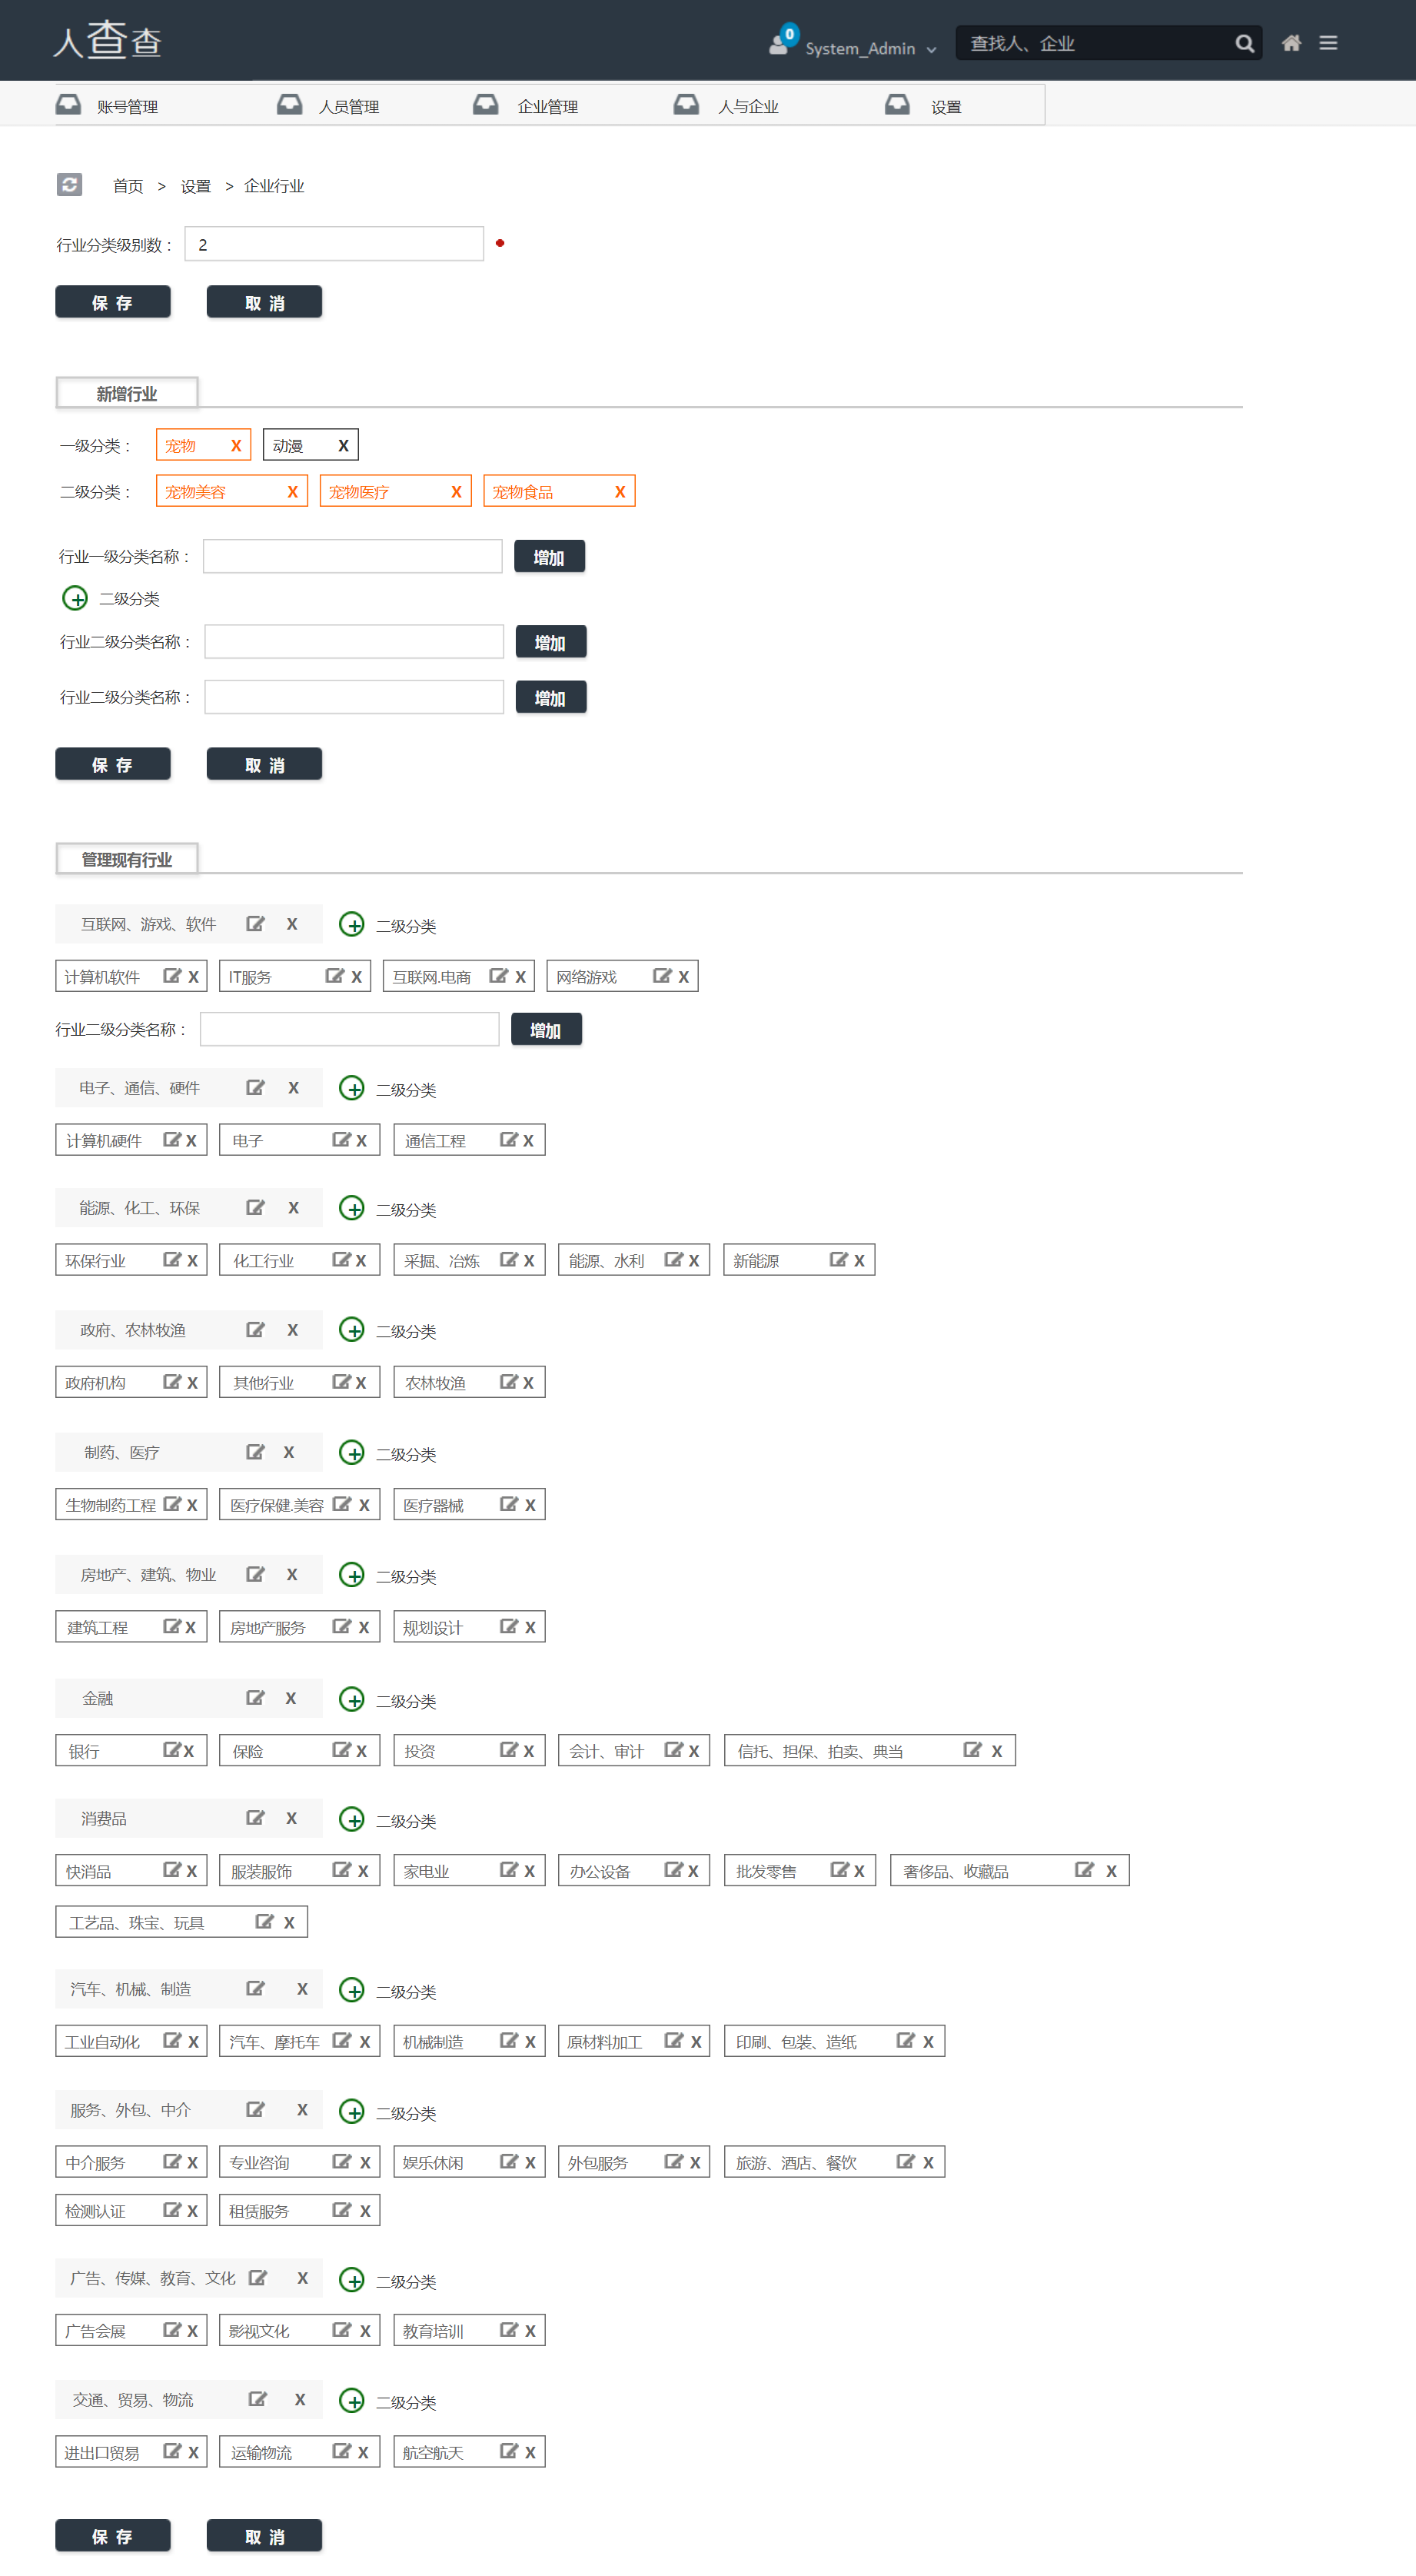 人查查 0 System_Admin 查找人、企业
账号管理 人员管理 企业管理 人与企业 设置
首页 > 设置 > 企业行业
行业分类级别数： 2
保 存 取 消
新增行业
一级分类： 宠物 X 动漫 X
二级分类： 宠物美容 X 宠物医疗 X 宠物食品 X
行业一级分类名称： 增加
二级分类
行业二级分类名称： 增加
行业二级分类名称： 增加
保 存 取 消
管理现有行业
互联网、游戏、软件 X 二级分类
计算机软件 X IT服务 X 互联网.电商 X 网络游戏 X
行业二级分类名称： 增加
电子、通信、硬件 X 二级分类
计算机硬件 X 电子 X 通信工程 X
能源、化工、环保 X 二级分类
环保行业 X 化工行业 X 采掘、冶炼 X 能源、水利 X 新能源 X
政府、农林牧渔 X 二级分类
政府机构 X 其他行业 X 农林牧渔 X
制药、医疗 X 二级分类
生物制药工程 X 医疗保健.美容 X 医疗器械 X
房地产、建筑、物业 X 二级分类
建筑工程 X 房地产服务 X 规划设计 X
金融 X 二级分类
银行 X 保险 X 投资 X 会计、审计 X 信托、担保、拍卖、典当 X
消费品 X 二级分类
快消品 X 服装服饰 X 家电业 X 办公设备 X 批发零售 X 奢侈品、收藏品 X
工艺品、珠宝、玩具 X
汽车、机械、制造 X 二级分类
工业自动化 X 汽车、摩托车 X 机械制造 X 原材料加工 X 印刷、包装、造纸 X
服务、外包、中介 X 二级分类
中介服务 X 专业咨询 X 娱乐休闲 X 外包服务 X 旅游、酒店、餐饮 X
检测认证 X 租赁服务 X
广告、传媒、教育、文化 X 二级分类
广告会展 X 影视文化 X 教育培训 X
交通、贸易、物流 X 二级分类
进出口贸易 X 运输物流 X 航空航天 X
保 存 取 消